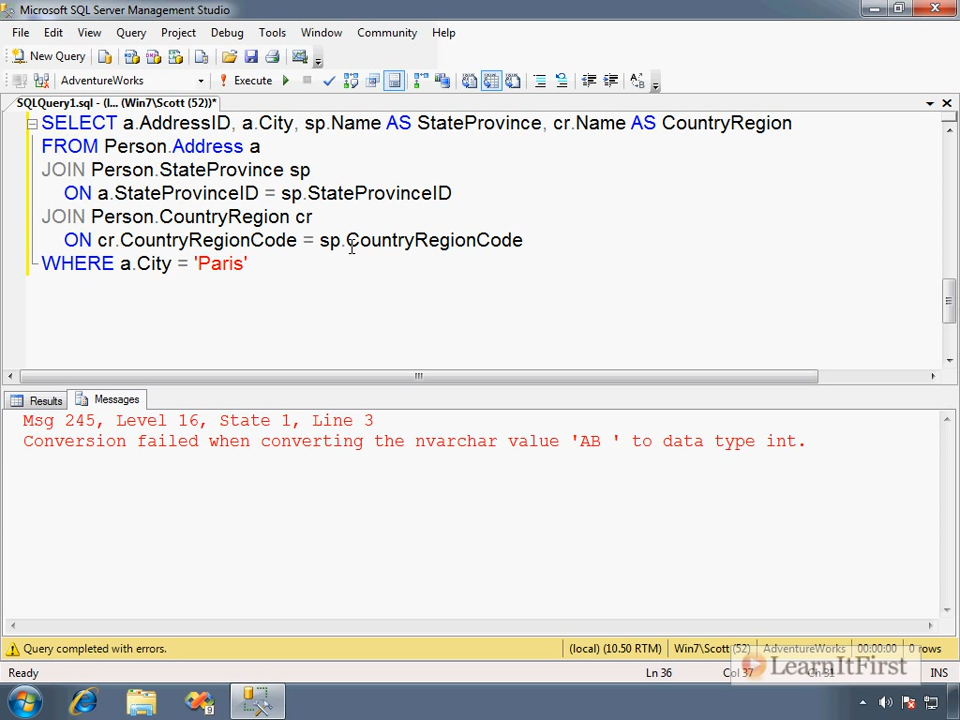 Microsoft SQL Server Management Studio
File Edit View Query Project Debug Tools Window Community Help
New Query
AdventureWorks Execute
SQLQuery1.sql - (l... (Win7\Scott (52))*
SELECT a.AddressID, a.City, sp.Name AS StateProvince, cr.Name AS CountryRegion
FROM Person.Address a
JOIN Person.StateProvince sp
ON a.StateProvinceID = sp.StateProvinceID
JOIN Person.CountryRegion cr
ON cr.CountryRegionCode = sp.CountryRegionCode
WHERE a.City = 'Paris'
Results Messages
Msg 245, Level 16, State 1, Line 3
Conversion failed when converting the nvarchar value 'AB ' to data type int.
Query completed with errors. (local) (10.50 RTM) Win7\Scott (52) AdventureWorks 00:00:00 0 rows
Ready Ln 36 Col 37 Ch 31 INS
LearnItFirst